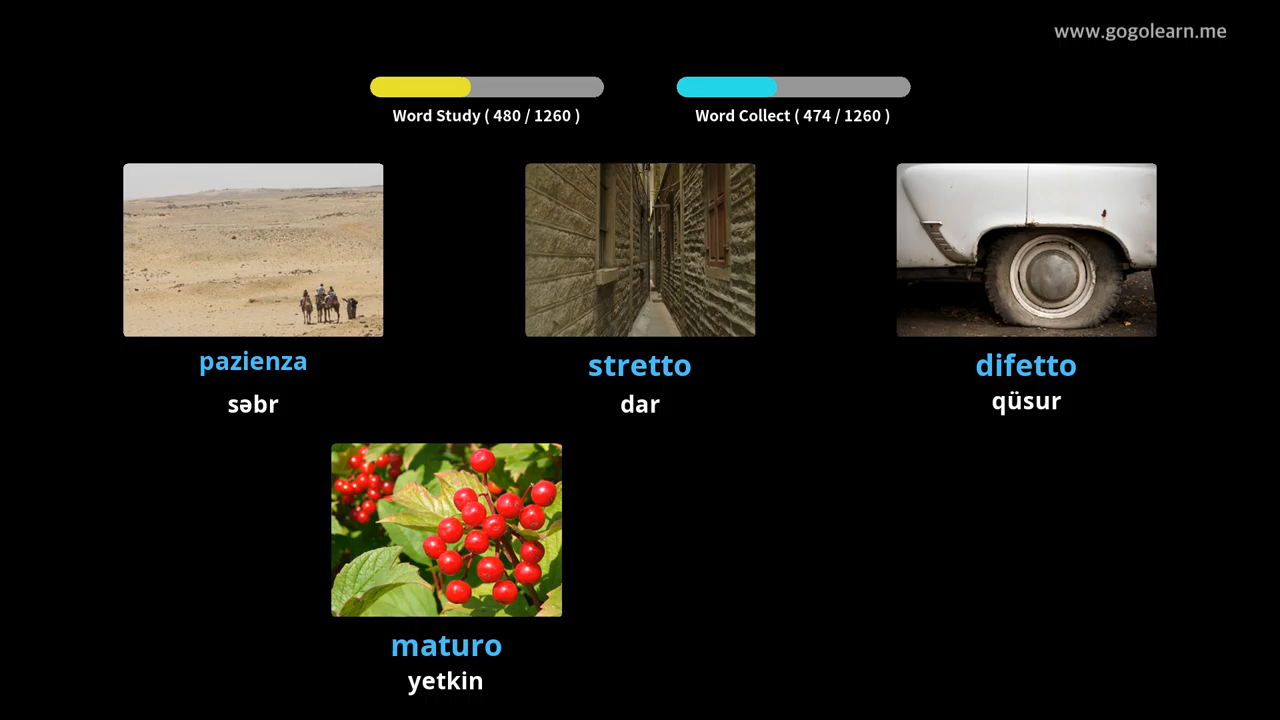 www.gogolearn.me
Word Study ( 480 / 1260 )
Word Collect ( 474 / 1260 )
pazienza
səbr
stretto
dar
difetto
qüsur
maturo
yetkin